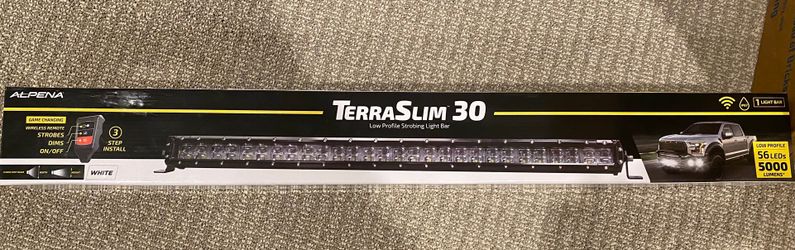 ALPENA
TERRASLIM 30
Low Profile Strobing Light Bar
1 LIGHT BAR
GAME CHANGING
WIRELESS REMOTE
STROBES
DIMS
ON/OFF
3
STEP
INSTALL
WHITE
LOW PROFILE
56 LEDs
5000
LUMENS*